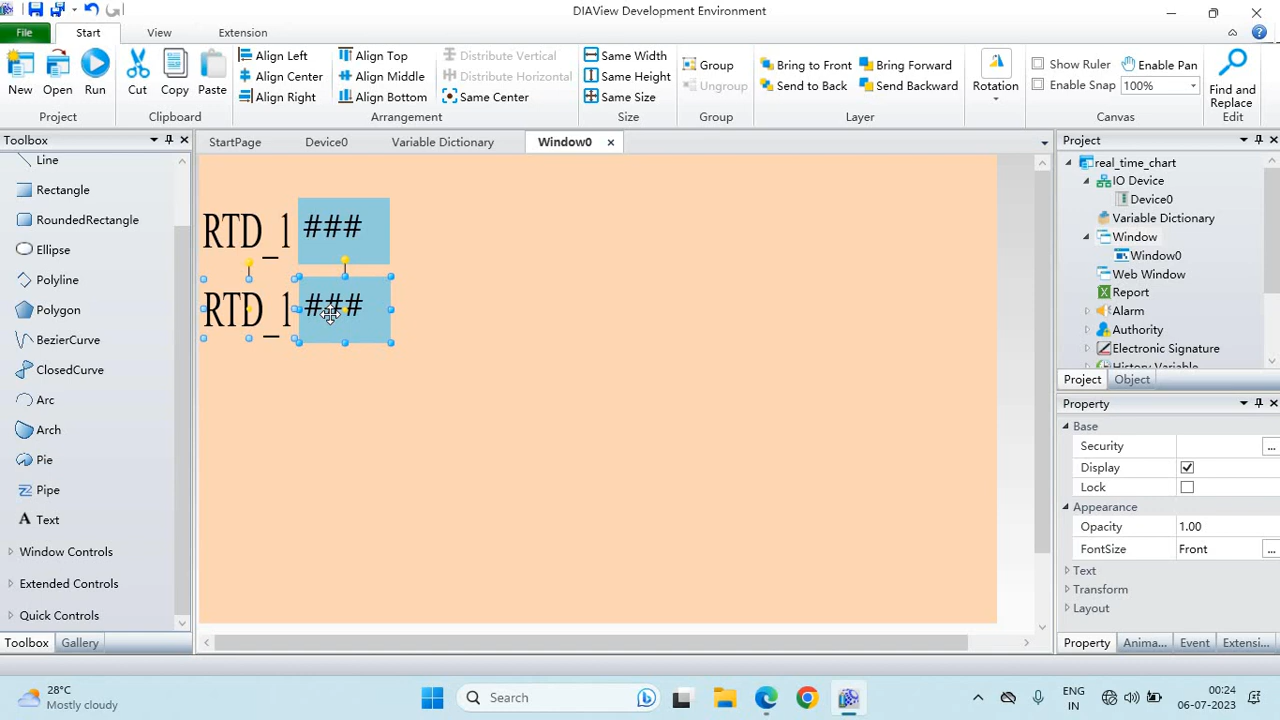 DIAView Development Environment
File
Start
View
Extension
New
Open
Run
Cut
Copy
Paste
Align Left
Align Center
Align Right
Align Top
Align Middle
Align Bottom
Distribute Vertical
Distribute Horizontal
Same Center
Same Width
Same Height
Same Size
Group
Ungroup
Bring to Front
Send to Back
Bring Forward
Send Backward
Rotation
Show Ruler
Enable Snap
Enable Pan
100%
Find and
Replace
Project
Clipboard
Arrangement
Size
Group
Layer
Canvas
Edit
Toolbox
StartPage
Device0
Variable Dictionary
Window0
Line
Rectangle
RoundedRectangle
Ellipse
Polyline
Polygon
BezierCurve
ClosedCurve
Arc
Arch
Pie
Pipe
A Text
Window Controls
Extended Controls
Quick Controls
Toolbox
Gallery
RTD_1 ###
RTD_1 ###
Project
real_time_chart
IO Device
Device0
Variable Dictionary
Window
Window0
Web Window
Report
Alarm
Authority
Electronic Signature
History Variable
Project
Object
Property
Base
Security
...
Display
Lock
Appearance
Opacity
1.00
FontSize
Front
...
Text
Transform
Layout
Property
Anima...
Event
Extensi...
28°C
Mostly cloudy
Search
ENG
IN
00:24
06-07-2023